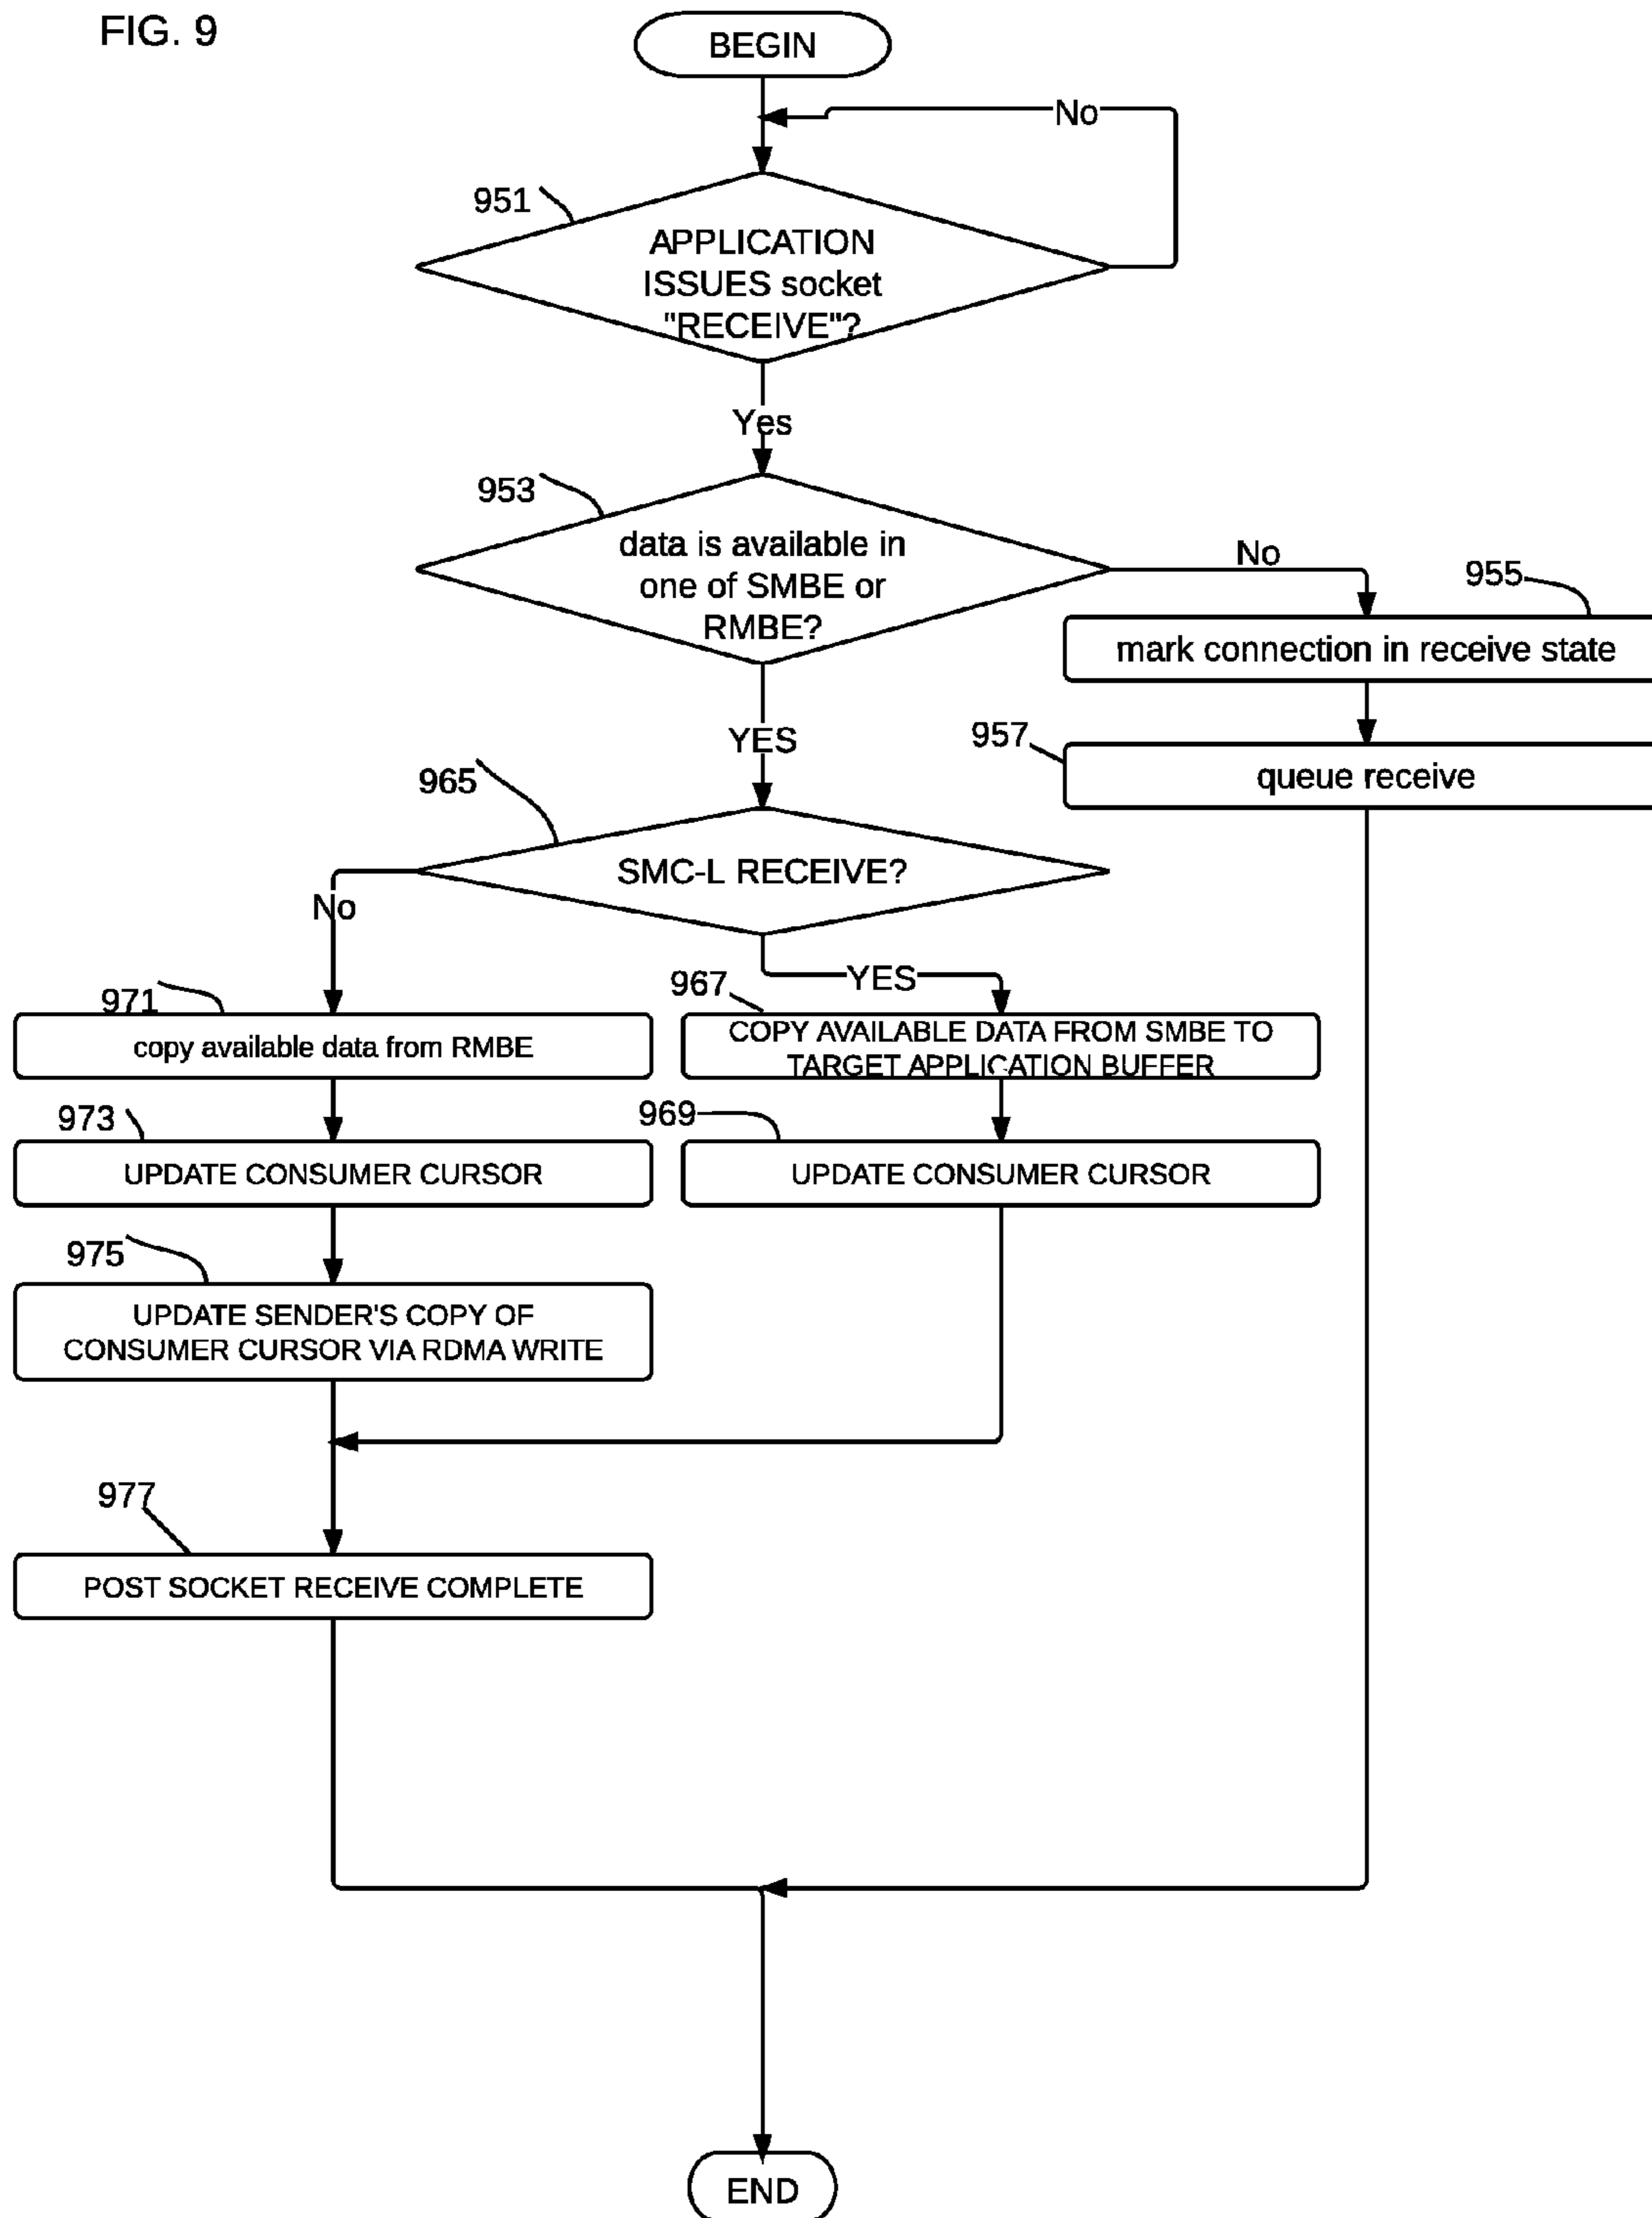 FIG. 9
BEGIN
No
951
APPLICATION
ISSUES socket
"RECEIVE"?
Yes
953
data is available in
one of SMBE or
RMBE?
No
955
mark connection in receive state
957
queue receive
YES
965
SMC-L RECEIVE?
No
YES
967
971
copy available data from RMBE
COPY AVAILABLE DATA FROM SMBE TO
TARGET APPLICATION BUFFER
973
969
UPDATE CONSUMER CURSOR
UPDATE CONSUMER CURSOR
975
UPDATE SENDER'S COPY OF
CONSUMER CURSOR VIA RDMA WRITE
977
POST SOCKET RECEIVE COMPLETE
END